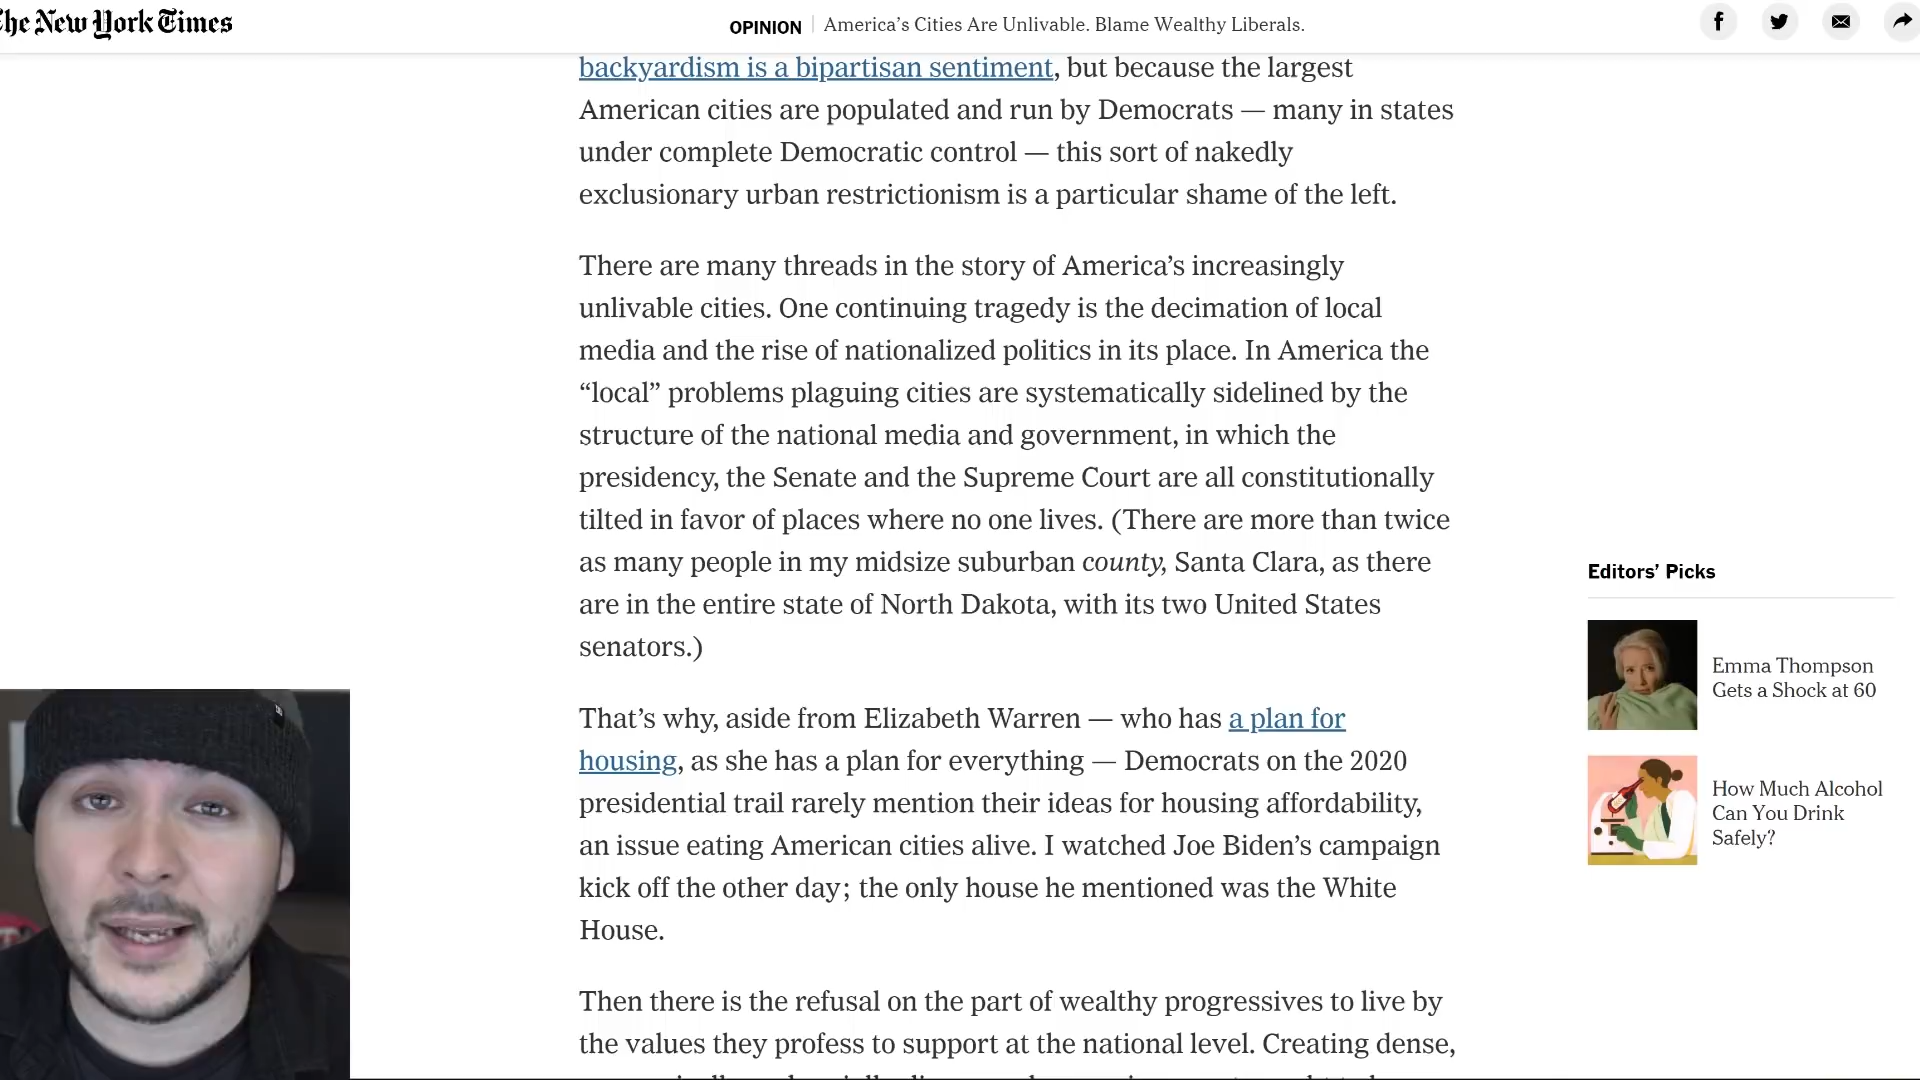 The New York Times
OPINION America's Cities Are Unlivable. Blame Wealthy Liberals.
backyardism is a bipartisan sentiment, but because the largest
American cities are populated and run by Democrats — many in states
under complete Democratic control — this sort of nakedly
exclusionary urban restrictionism is a particular shame of the left.
There are many threads in the story of America’s increasingly
unlivable cities. One continuing tragedy is the decimation of local
media and the rise of nationalized politics in its place. In America the
“local” problems plaguing cities are systematically sidelined by the
structure of the national media and government, in which the
presidency, the Senate and the Supreme Court are all constitutionally
tilted in favor of places where no one lives. (There are more than twice
as many people in my midsize suburban county, Santa Clara, as there
are in the entire state of North Dakota, with its two United States
senators.)
That’s why, aside from Elizabeth Warren — who has a plan for
housing, as she has a plan for everything — Democrats on the 2020
presidential trail rarely mention their ideas for housing affordability,
an issue eating American cities alive. I watched Joe Biden’s campaign
kick off the other day; the only house he mentioned was the White
House.
Then there is the refusal on the part of wealthy progressives to live by
the values they profess to support at the national level. Creating dense,
Editors’ Picks
Emma Thompson
Gets a Shock at 60
How Much Alcohol
Can You Drink
Safely?